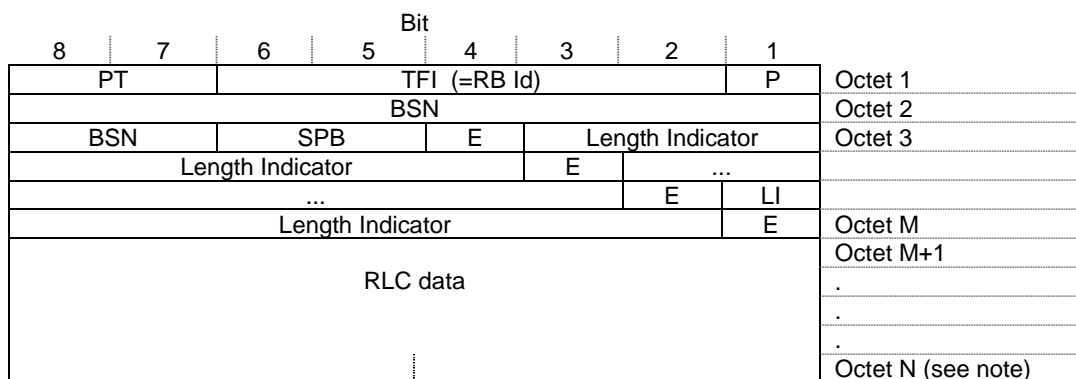 Bit
8 7 6 5 4 3 2 1
PT TFI (=RB Id) P Octet 1
BSN Octet 2
BSN SPB E Length Indicator Octet 3
Length Indicator E ...
... E LI
Length Indicator E Octet M
Octet M+1
RLC data .
.
.
Octet N (see note)